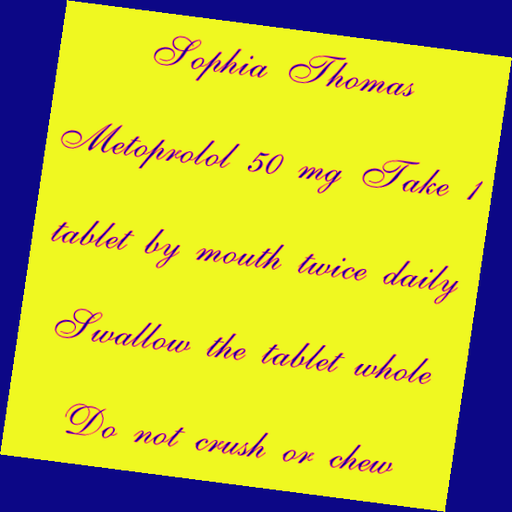 Sophia Thomas
Metoprolol 50 mg Take 1
tablet by mouth twice daily
Swallow the tablet whole
Do not crush or chew